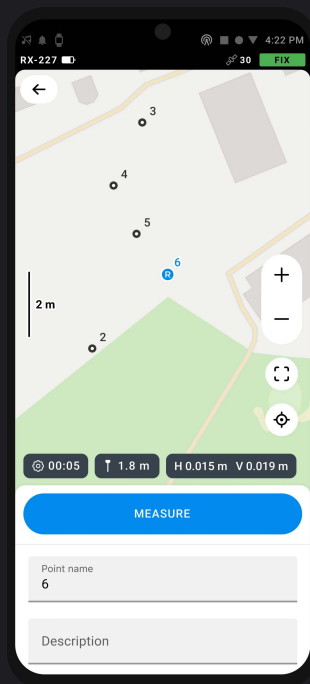 4:22 PM
RX-227
30
FIX
3
4
5
6
2 m
2
00:05
1.8 m
H 0.015 m V 0.019 m
MEASURE
Point name
6
Description